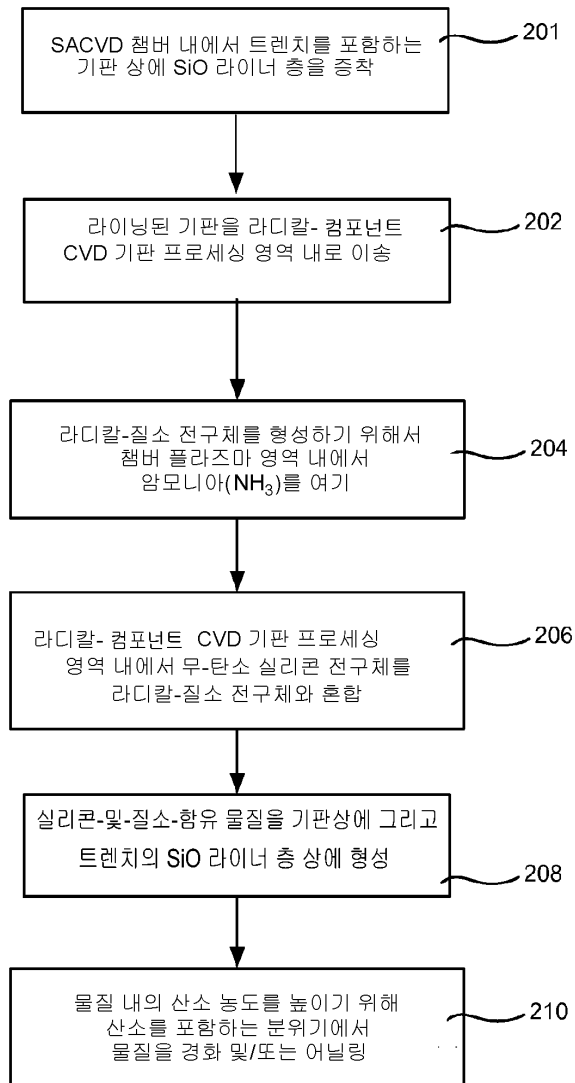 SACVD 챔버 내에서 트렌치를 포함하는
기판 상에 SiO 라이너 층을 증착
201
라이닝된 기판을 라디칼- 컴포넌트
CVD 기판 프로세싱 영역 내로 이송
202
라디칼-질소 전구체를 형성하기 위해서
챔버 플라즈마 영역 내에서
암모니아(NH₃)를 여기
204
라디칼- 컴포넌트 CVD 기판 프로세싱
영역 내에서 무-탄소 실리콘 전구체를
라디칼-질소 전구체와 혼합
206
실리콘-및-질소-함유 물질을 기판상에 그리고
트렌치의 SiO 라이너 층 상에 형성
208
물질 내의 산소 농도를 높이기 위해
산소를 포함하는 분위기에서
물질을 경화 및/또는 어닐링
210